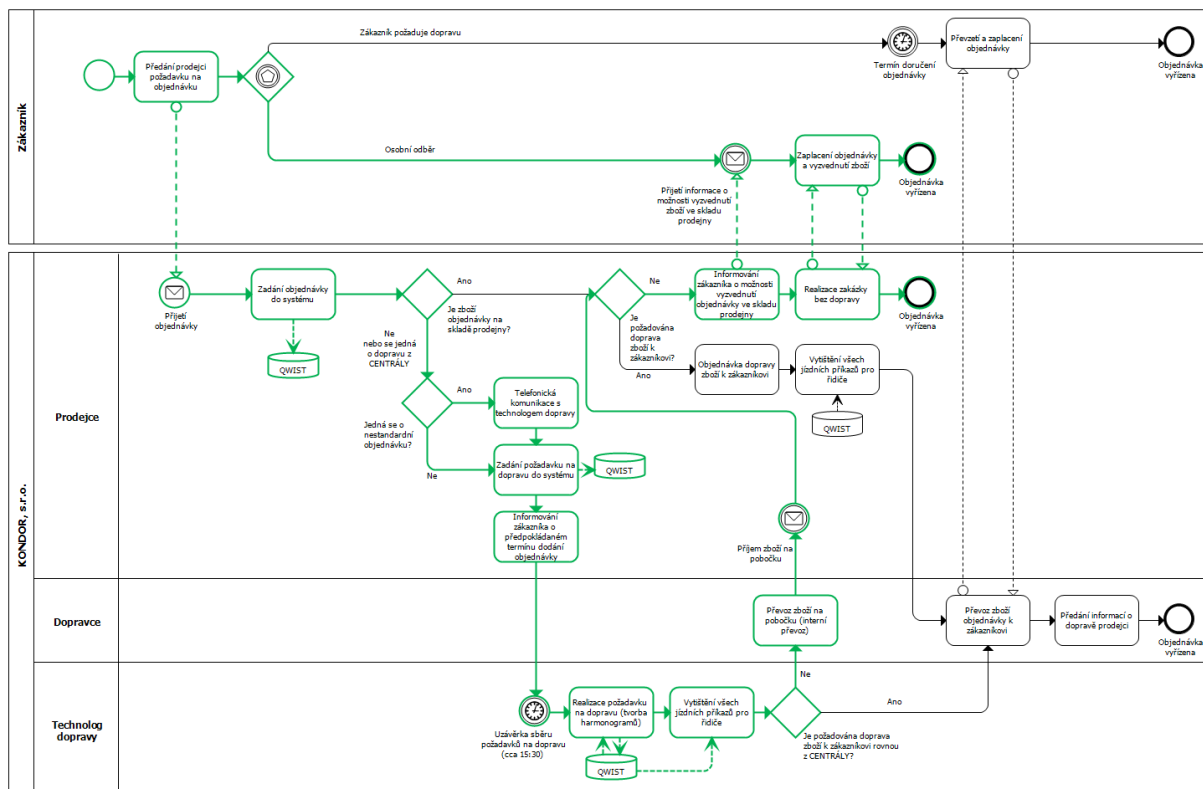 Zákazník
Předání prodejci
požadavku na
objednávku
Zákazník požaduje dopravu
Termín doručení
objednávky
Převzetí a zaplacení
objednávky
Objednávka
vyřízena
Osobní odběr
Přijetí informace o
možnosti vyzvednutí
zboží ve skladu
prodejny
Zaplacení objednávky
a vyzvednutí zboží
Objednávka
vyřízena
KONDOR, s.r.o.
Prodejce
Přijetí
objednávky
Zadání objednávky
do systému
QWIST
Ano
Je zboží
objednávky na
skladě prodejny?
Ne
nebo se jedná
o dopravu z
CENTRÁLY
Ne
Je
požadována
doprava
zboží k
zákazníkovi?
Ano
Informování
zákazníka o možnosti
vyzvednutí
objednávky ve skladu
prodejny
Realizace zakázky
bez dopravy
Objednávka
vyřízena
Objednávka dopravy
zboží k zákazníkovi
Vytištění všech
jízdních příkazů pro
řidiče
QWIST
Ano
Jedná se o
nestandardní
objednávku?
Ne
Telefonická
komunikace s
technologem dopravy
Zadání požadavku na
dopravu do systému
QWIST
Informování
zákazníka o
předpokládaném
termínu dodání
objednávky
Příjem zboží na
pobočku
Dopravce
Převoz zboží na
pobočku (interní
převoz)
Převoz zboží
objednávky k
zákazníkovi
Předání informací o
dopravě prodejci
Objednávka
vyřízena
Technolog
dopravy
Uzávěrka sběru
požadavků na dopravu
(cca 15:30)
Realizace požadavku
na dopravu (tvorba
harmonogramů)
Vytištění všech
jízdních příkazů pro
řidiče
QWIST
Ne
Ano
Je požadována doprava
zboží k zákazníkovi rovnou
z CENTRÁLY?